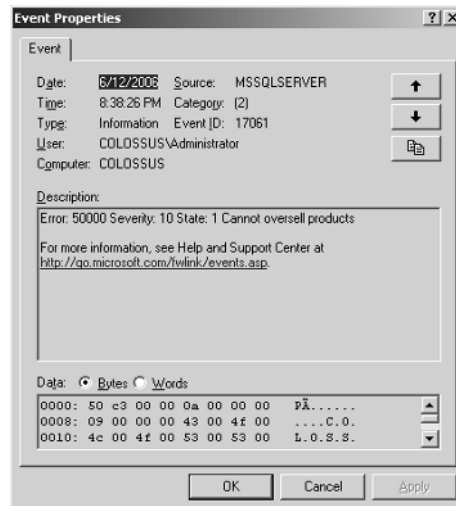 Event Properties
Event
Date: 6/12/2006 Source: MSSQLSERVER
Time: 8:38:26 PM Category: (2)
Type: Information Event ID: 17061
User: COLOSSUS\Administrator
Computer: COLOSSUS
Description:
Error: 50000 Severity: 10 State: 1 Cannot oversell products
For more information, see Help and Support Center at
http://go.microsoft.com/fwlink/events.asp.
Data: Bytes Words
0000: 50 c3 00 00 0a 00 00 00 PÃ......
0008: 09 00 00 00 43 00 4f 00 ....C.O.
0010: 4c 00 4f 00 53 00 53 00 L.O.S.S.
OK Cancel Apply